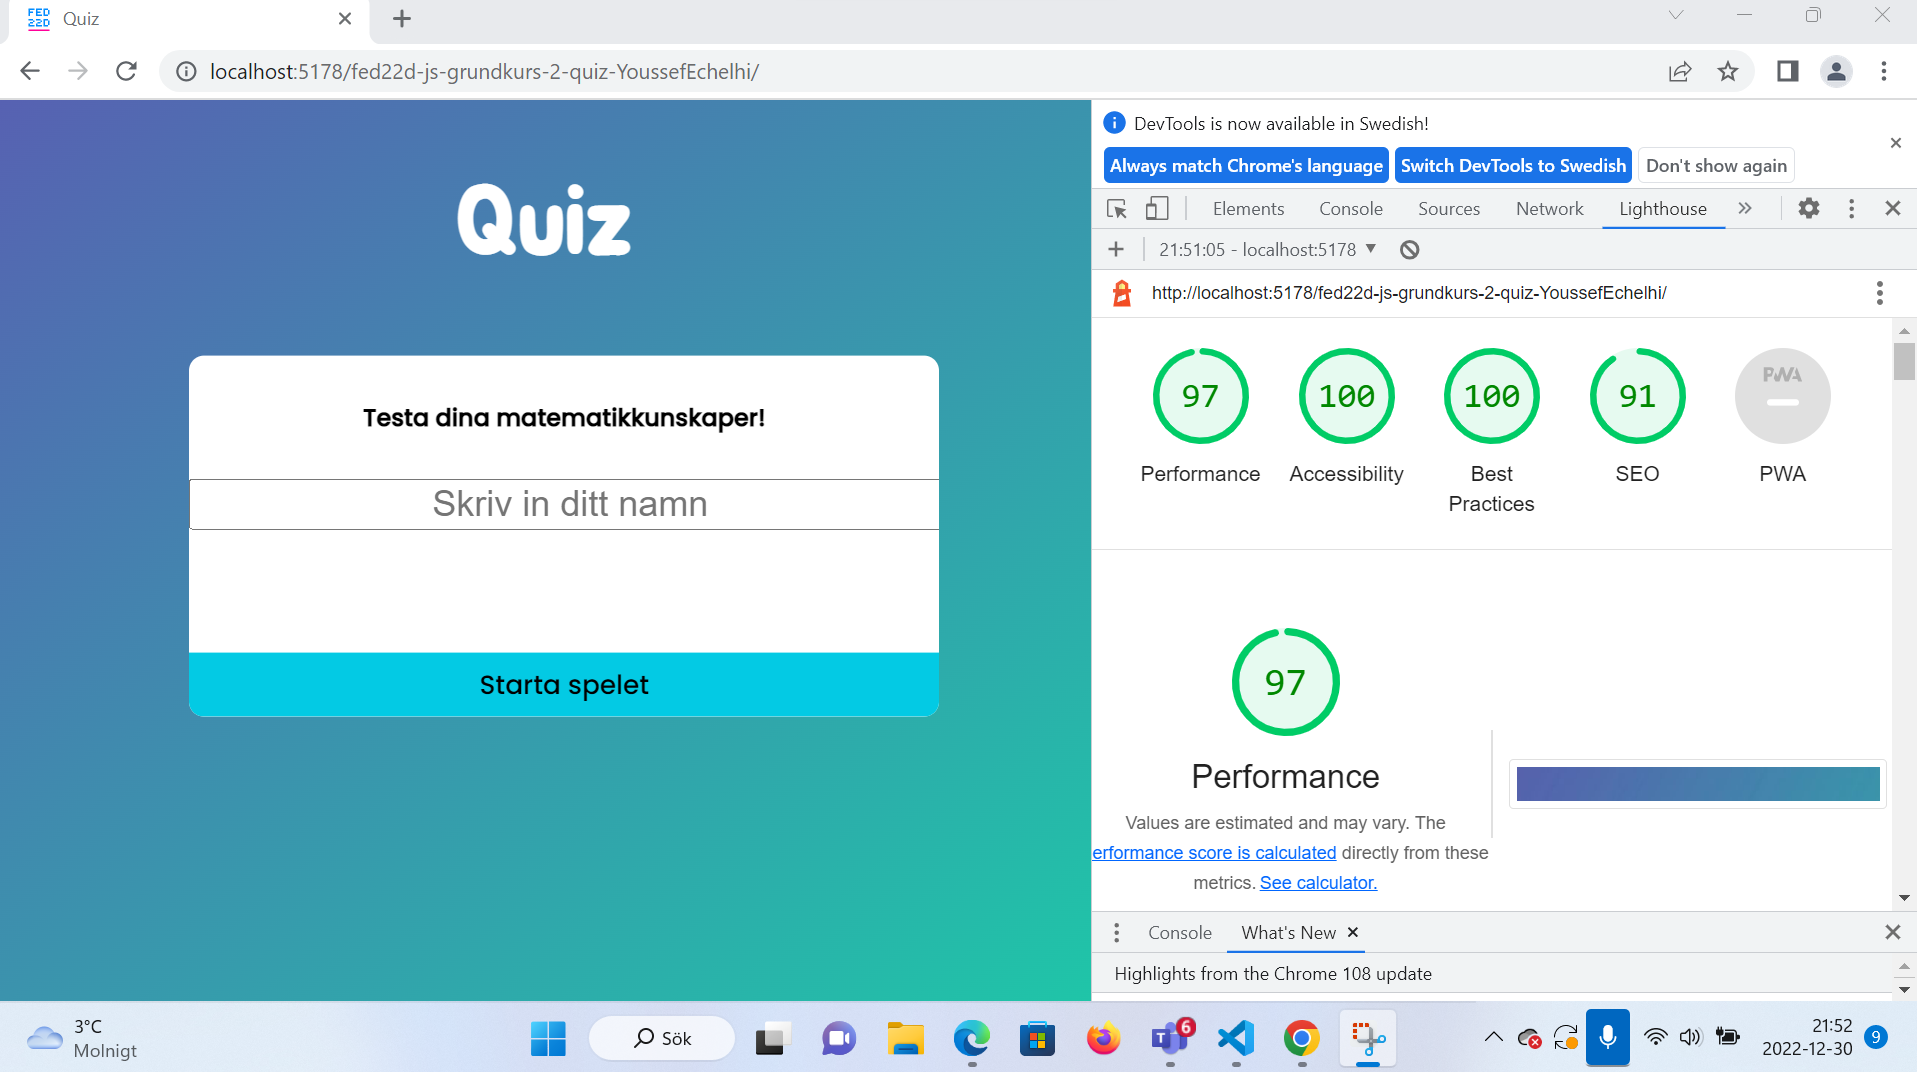 FED
22D
Quiz
localhost:5178/fed22d-js-grundkurs-2-quiz-YoussefEchelhi/
Quiz
Testa dina matematikkunskaper!
Skriv in ditt namn
Starta spelet
DevTools is now available in Swedish!
Always match Chrome's language
Switch DevTools to Swedish
Don't show again
Elements
Console
Sources
Network
Lighthouse
21:51:05 - localhost:5178
http://localhost:5178/fed22d-js-grundkurs-2-quiz-YoussefEchelhi/
97
100
100
91
PWA
Performance
Accessibility
Best
Practices
SEO
PWA
97
Performance
Values are estimated and may vary. The
erformance score is calculated directly from these
metrics. See calculator.
Console
What's New
Highlights from the Chrome 108 update
3°C
Molnigt
Sök
6
21:52
2022-12-30
9